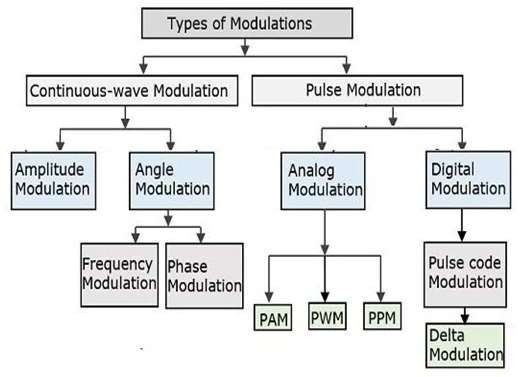 Types of Modulations
Continuous-wave Modulation
Pulse Modulation
Amplitude
Modulation
Angle
Modulation
Analog
Modulation
Digital
Modulation
Frequency
Modulation
Phase
Modulation
Pulse code
Modulation
PAM
PWM
PPM
Delta
Modulation